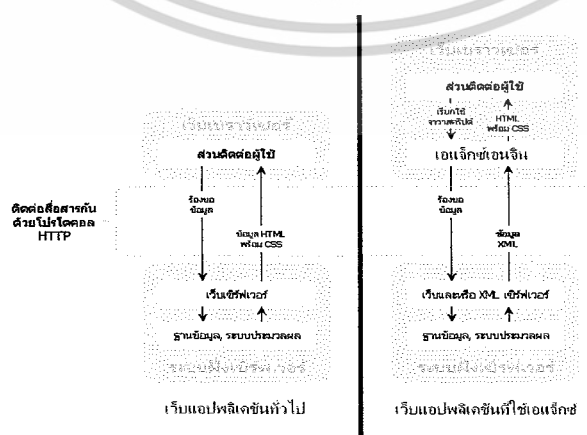 ติดต่อสื่อสารกัน
ด้วยโปรโตคอล
HTTP
เว็บเบราวเซอร์
ส่วนติดต่อผู้ใช้
ร้องขอ
ข้อมูล
ข้อมูล HTML
พร้อม CSS
เว็บเซิร์ฟเวอร์
ฐานข้อมูล, ระบบประมวลผล
ระบบฝั่งเซิร์ฟเวอร์
เว็บแอปพลิเคชันทั่วไป
เว็บเบราวเซอร์
ส่วนติดต่อผู้ใช้
เรียกใช้
จาวาสคริปต์
HTML
พร้อม CSS
เอแจ็กซ์เอนจิน
ร้องขอ
ข้อมูล
ข้อมูล
XML
เว็บและหรือ XML เซิร์ฟเวอร์
ฐานข้อมูล, ระบบประมวลผล
ระบบฝั่งเซิร์ฟเวอร์
เว็บแอปพลิเคชันที่ใช้เอแจ็กซ์